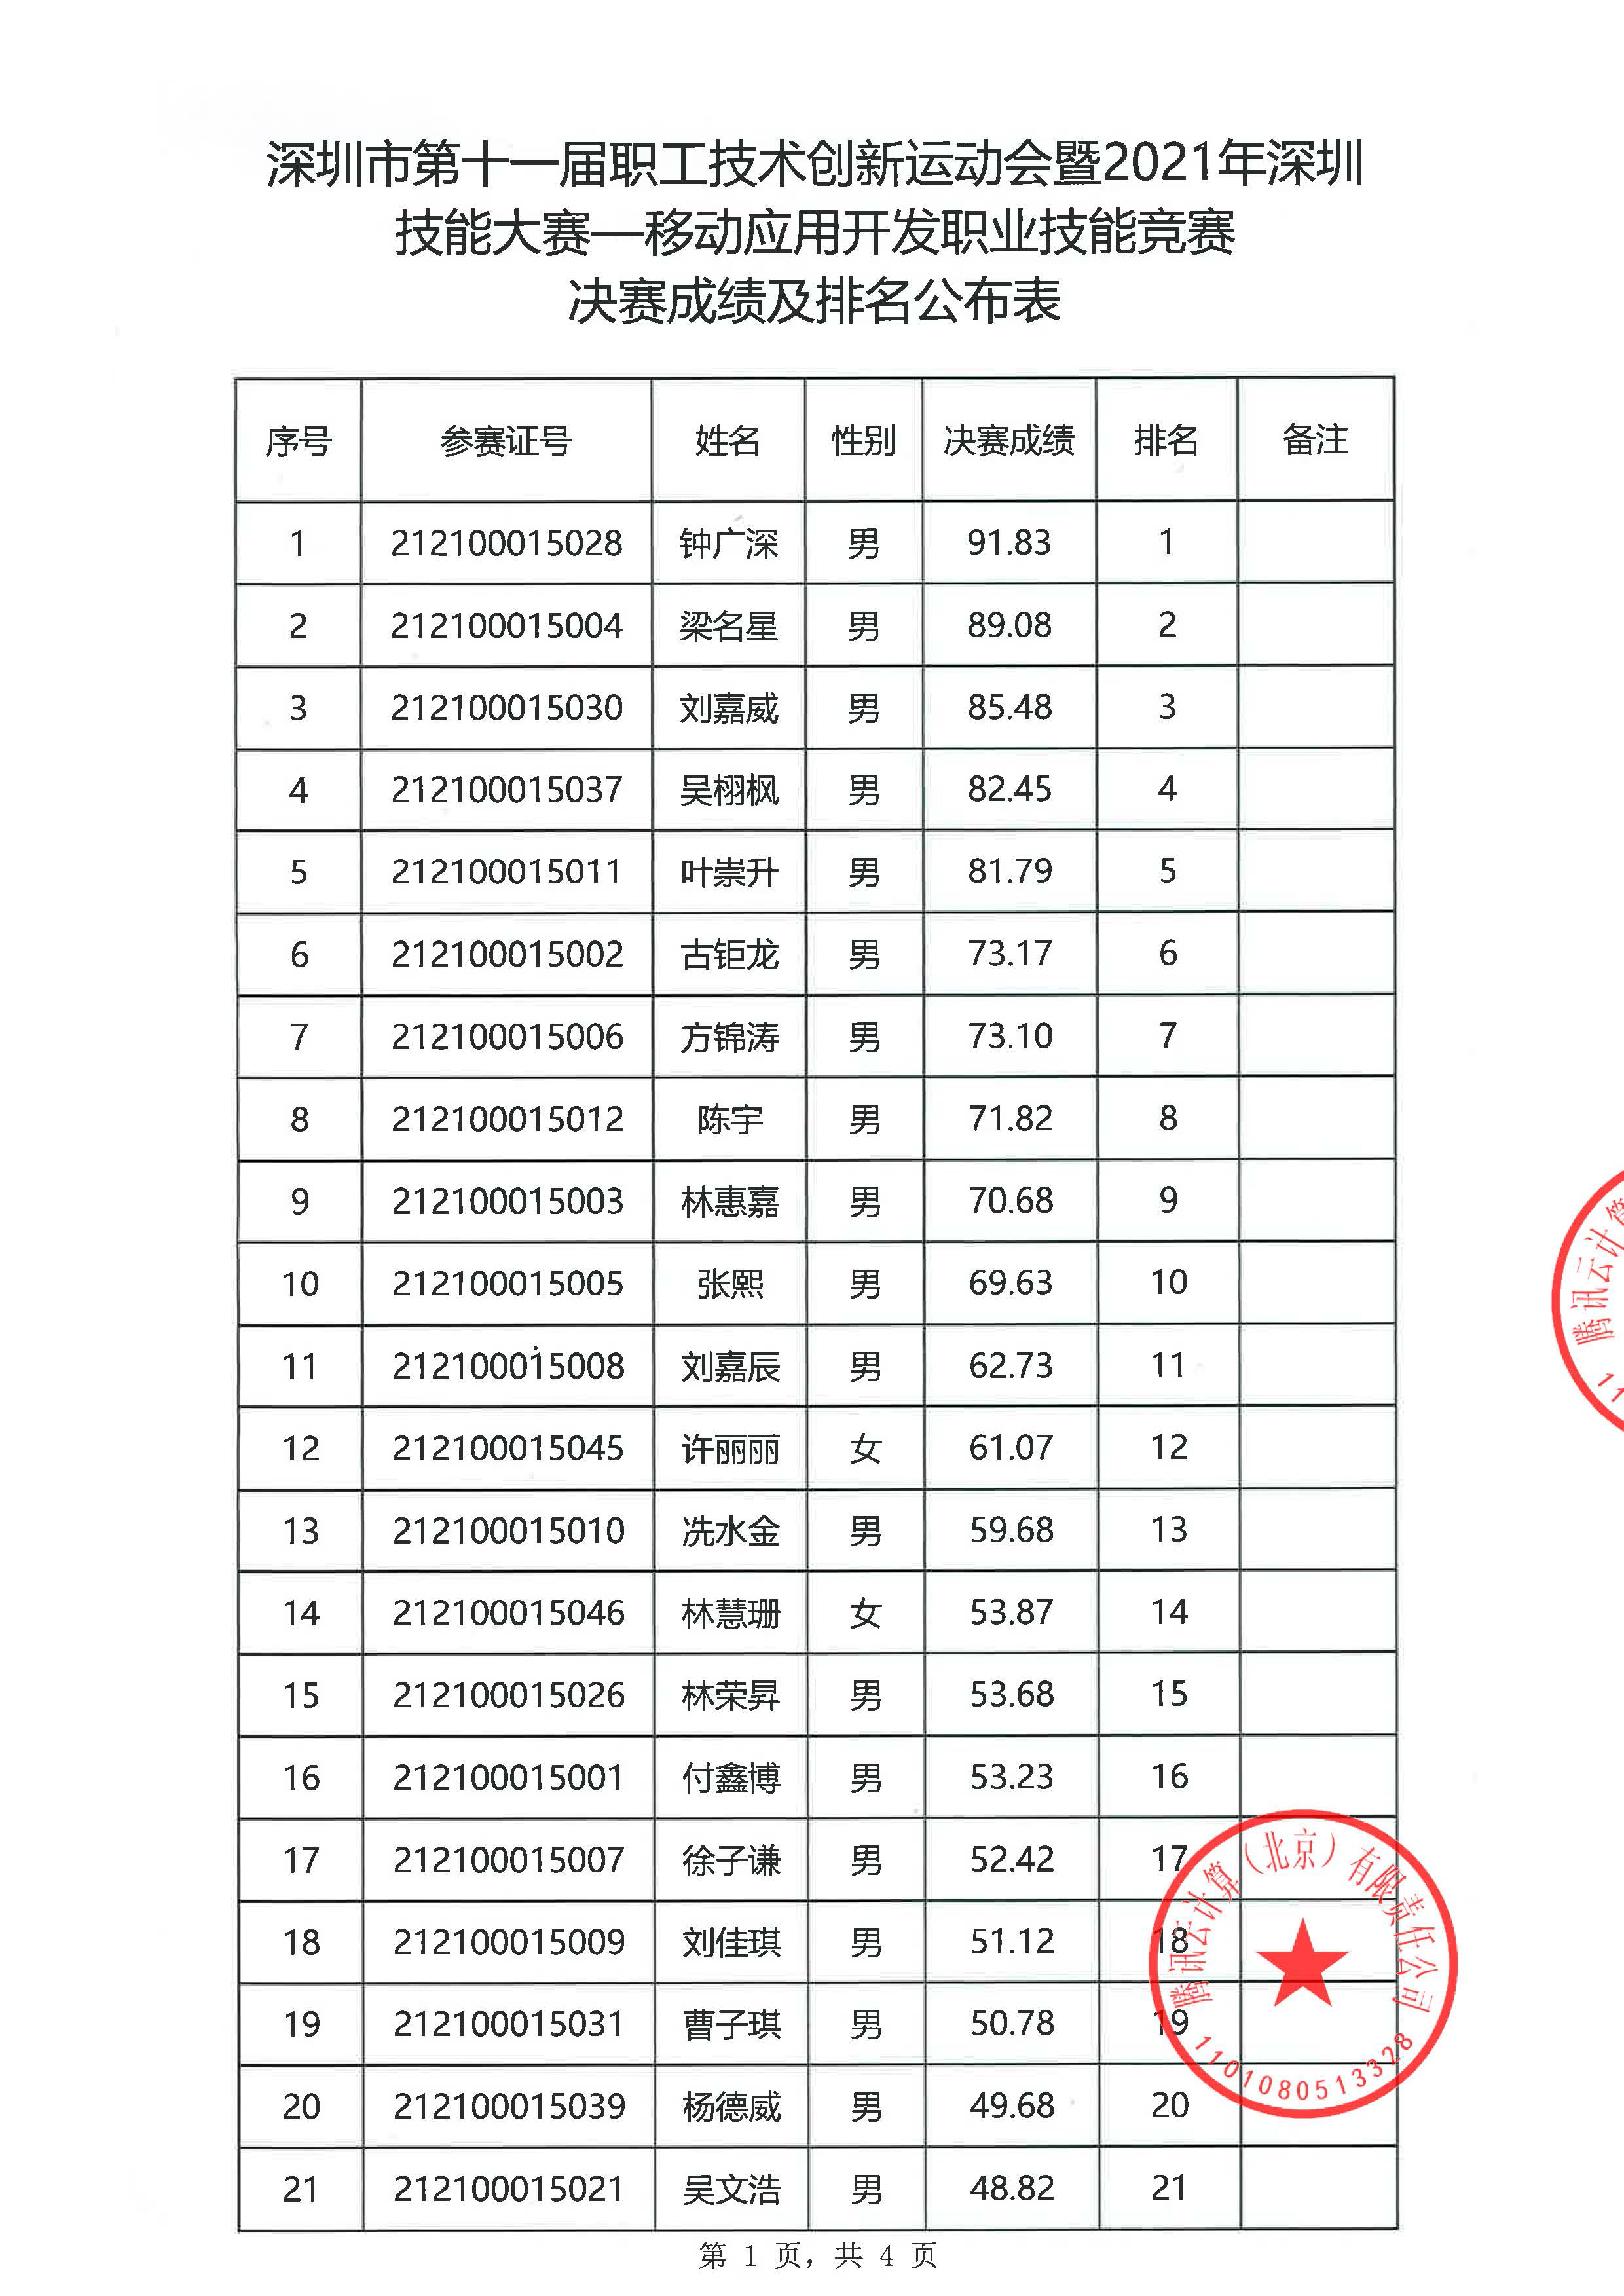 深圳市第十一届职工技术创新运动会暨2021年深圳
技能大赛—移动应用开发职业技能竞赛
决赛成绩及排名公布表
序号 参赛证号 姓名 性别 决赛成绩 排名 备注
1 212100015028 钟广深 男 91.83 1
2 212100015004 梁名星 男 89.08 2
3 212100015030 刘嘉威 男 85.48 3
4 212100015037 吴栩枫 男 82.45 4
5 212100015011 叶崇升 男 81.79 5
6 212100015002 古钜龙 男 73.17 6
7 212100015006 方锦涛 男 73.10 7
8 212100015012 陈宇 男 71.82 8
9 212100015003 林惠嘉 男 70.68 9
10 212100015005 张熙 男 69.63 10
11 212100015008 刘嘉辰 男 62.73 11
12 212100015045 许丽丽 女 61.07 12
13 212100015010 冼水金 男 59.68 13
14 212100015046 林慧珊 女 53.87 14
15 212100015026 林荣昇 男 53.68 15
16 212100015001 付鑫博 男 53.23 16
17 212100015007 徐子谦 男 52.42 17
18 212100015009 刘佳琪 男 51.12 18
19 212100015031 曹子琪 男 50.78 19
20 212100015039 杨德威 男 49.68 20
21 212100015021 吴文浩 男 48.82 21
腾讯云计算（北京）有限责任公司
1101080513328
腾讯云计算
11
第 1 页，共 4 页